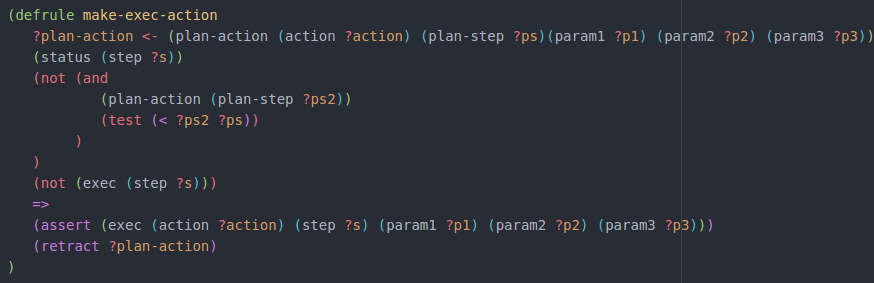 (defrule make-exec-action
?plan-action <- (plan-action (action ?action) (plan-step ?ps)(param1 ?p1) (param2 ?p2) (param3 ?p3))
(status (step ?s))
(not (and
(plan-action (plan-step ?ps2))
(test (< ?ps2 ?ps))
)
)
(not (exec (step ?s)))
=>
(assert (exec (action ?action) (step ?s) (param1 ?p1) (param2 ?p2) (param3 ?p3)))
(retract ?plan-action)
)